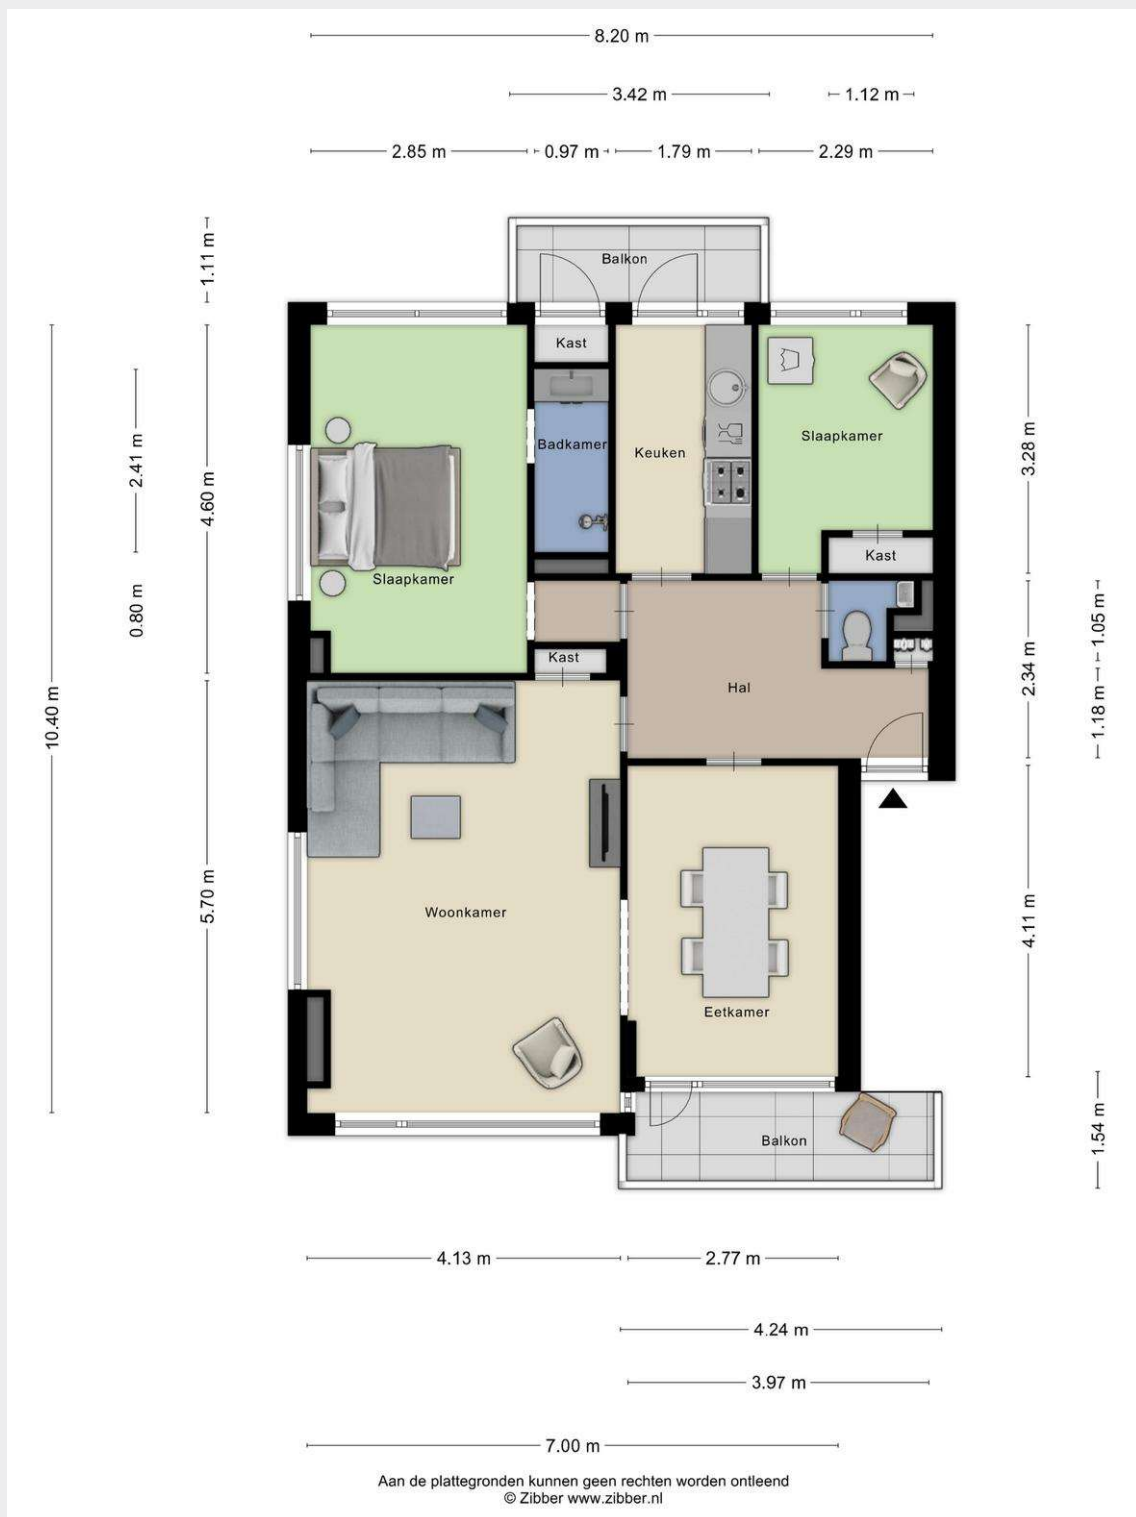 8.20 m
3.42 m
1.12 m
2.85 m
0.97 m
1.79 m
2.29 m
1.11 m
Balkon
Kast
Keuken
Badkamer
Slaapkamer
2.41 m
4.60 m
3.28 m
Slaapkamer
Kast
0.80 m
Kast
Hal
1.05 m
2.34 m
1.18 m
10.40 m
5.70 m
Woonkamer
4.11 m
Eetkamer
Balkon
1.54 m
4.13 m
2.77 m
4.24 m
3.97 m
7.00 m
Aan de plattegronden kunnen geen rechten worden ontleend
© Zibber www.zibber.nl